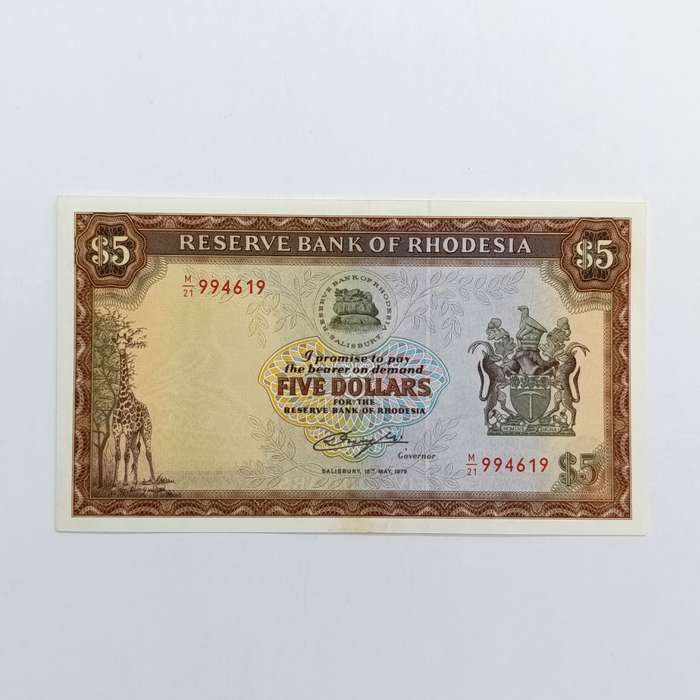 $5 RESERVE BANK OF RHODESIA $5
M/21 994619
RESERVE BANK OF RHODESIA
SALISBURY
I promise to pay
the bearer on demand
FIVE DOLLARS
FOR THE
RESERVE BANK OF RHODESIA
Governor
SALISBURY, 15TH MAY, 1979
M/21 994619 $5